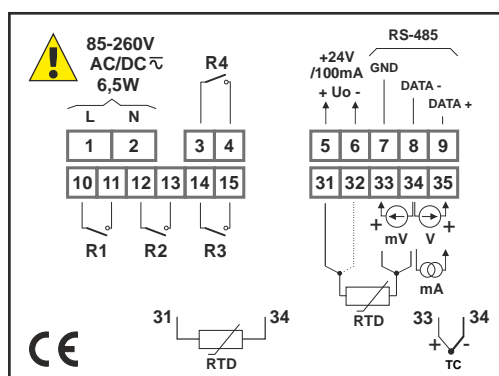 85-260V
AC/DC
6,5W
L N
R4
+24V
/100mA
+ Uo -
RS-485
GND
DATA -
DATA +
1 2 3 4
10 11 12 13 14 15
R1 R2 R3
5 6 7 8 9
31 32 33 34 35
+ mV V +
mA
RTD
31 34
RTD
33 34
+ -
TC
CE